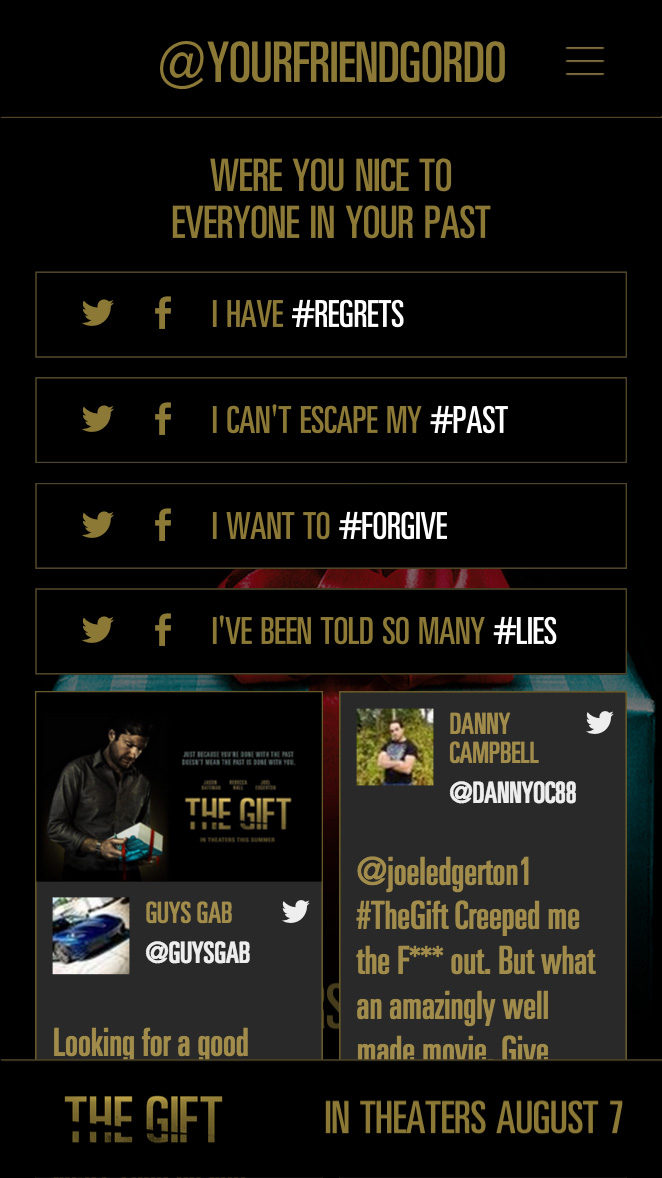 @YOURFRIENDGORDO
WERE YOU NICE TO
EVERYONE IN YOUR PAST
I HAVE #REGRETS
I CAN'T ESCAPE MY #PAST
I WANT TO #FORGIVE
I'VE BEEN TOLD SO MANY #LIES
JUST BECAUSE YOU'RE DONE WITH THE PAST
DOESN'T MEAN THE PAST IS DONE WITH YOU.
JASON BATEMAN
REBECCA HALL
JOEL EDGERTON
THE GIFT
IN THEATERS THIS SUMMER
GUYS GAB
@GUYSGAB
Looking for a good
DANNY
CAMPBELL
@DANNYOC88
@joeledgerton1
#TheGift Creeped me
the F*** out. But what
an amazingly well
made movie. Give
THE GIFT
IN THEATERS AUGUST 7